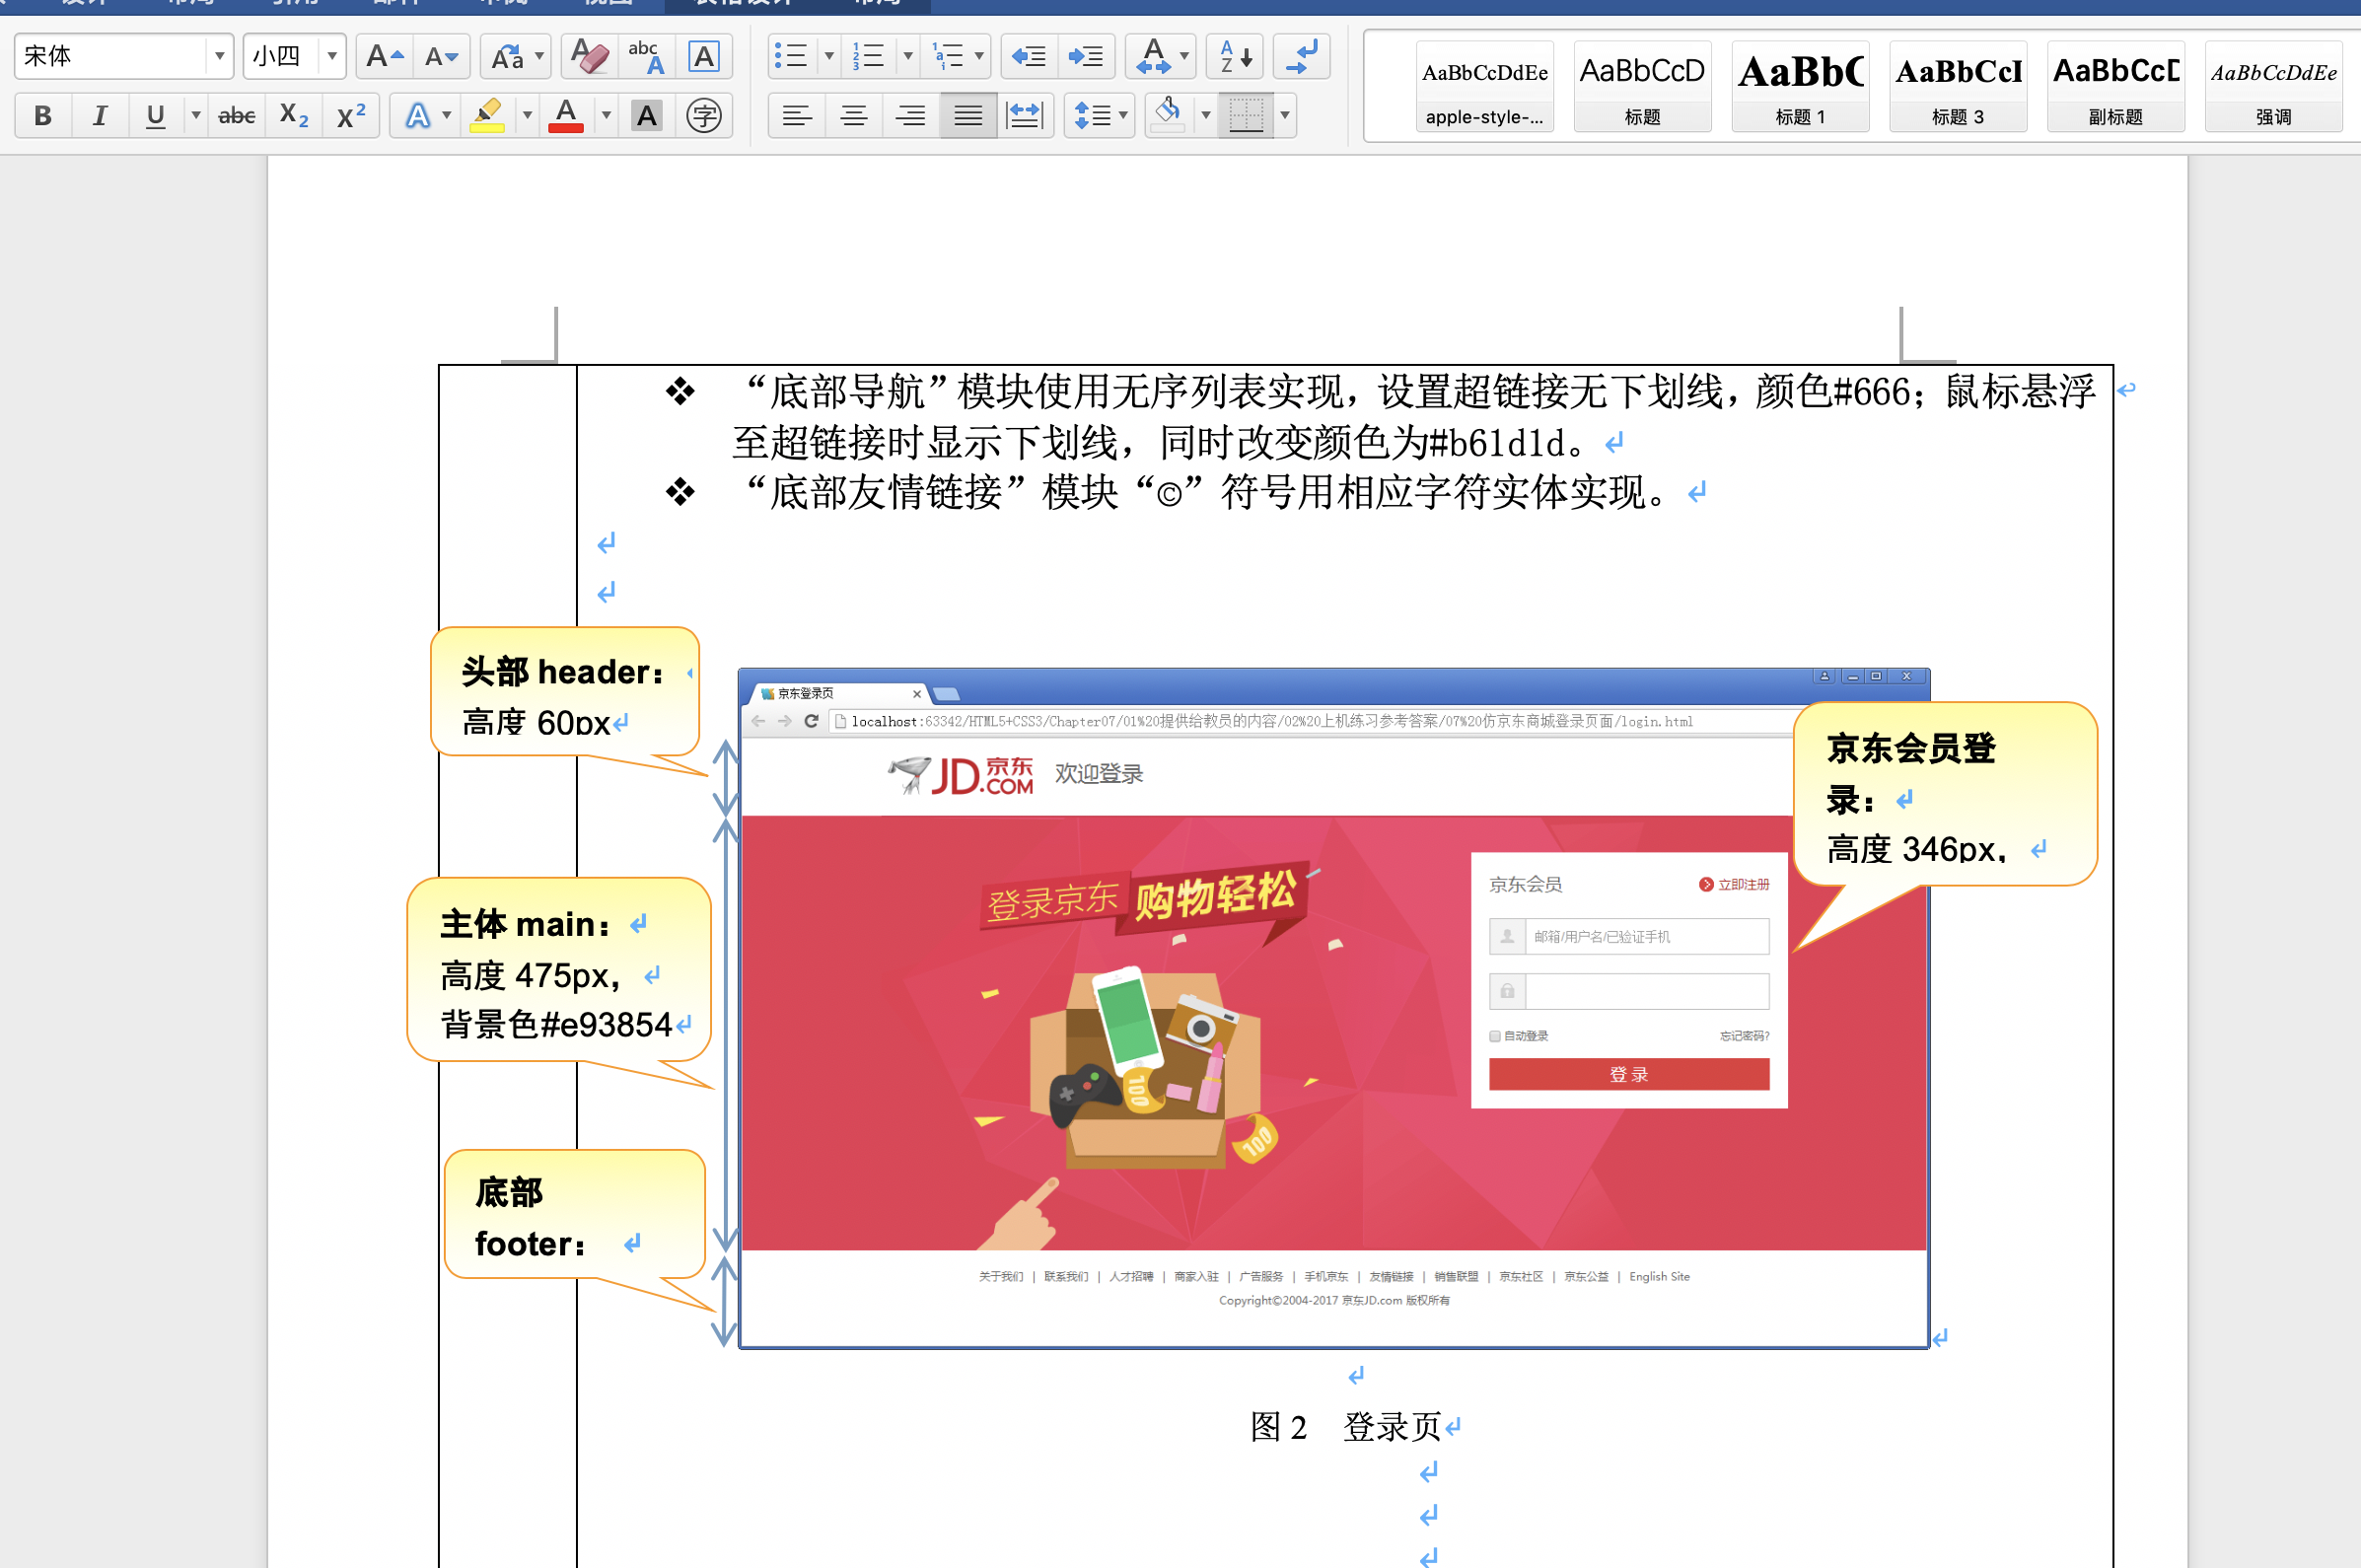 宋体
小四
abc
字
AaBbCcDdEe
apple-style-...
AaBbCcD
标题
AaBbC
标题 1
AaBbCcI
标题 3
AaBbCcD
副标题
AaBbCcDdEe
强调
“底部导航”模块使用无序列表实现，设置超链接无下划线，颜色#666；鼠标悬浮
至超链接时显示下划线，同时改变颜色为#b61d1d。
“底部友情链接”模块“©”符号用相应字符实体实现。
头部 header：
高度 60px
主体 main：
高度 475px，
背景色#e93854
底部
footer：
京东会员登
录：
高度 346px，
京东登录页
localhost:63342/HTML5+CSS3/Chapter07/01%20提供给教员的内容/02%20上机练习参考答案/07%20仿京东商城登录页面/login.html
JD.COM 京东
欢迎登录
登录京东 购物轻松
100
100
京东会员
立即注册
邮箱/用户名/已验证手机
自动登录
忘记密码?
登 录
关于我们 | 联系我们 | 人才招聘 | 商家入驻 | 广告服务 | 手机京东 | 友情链接 | 销售联盟 | 京东社区 | 京东公益 | English Site
Copyright©2004-2017 京东JD.com 版权所有
图 2 登录页